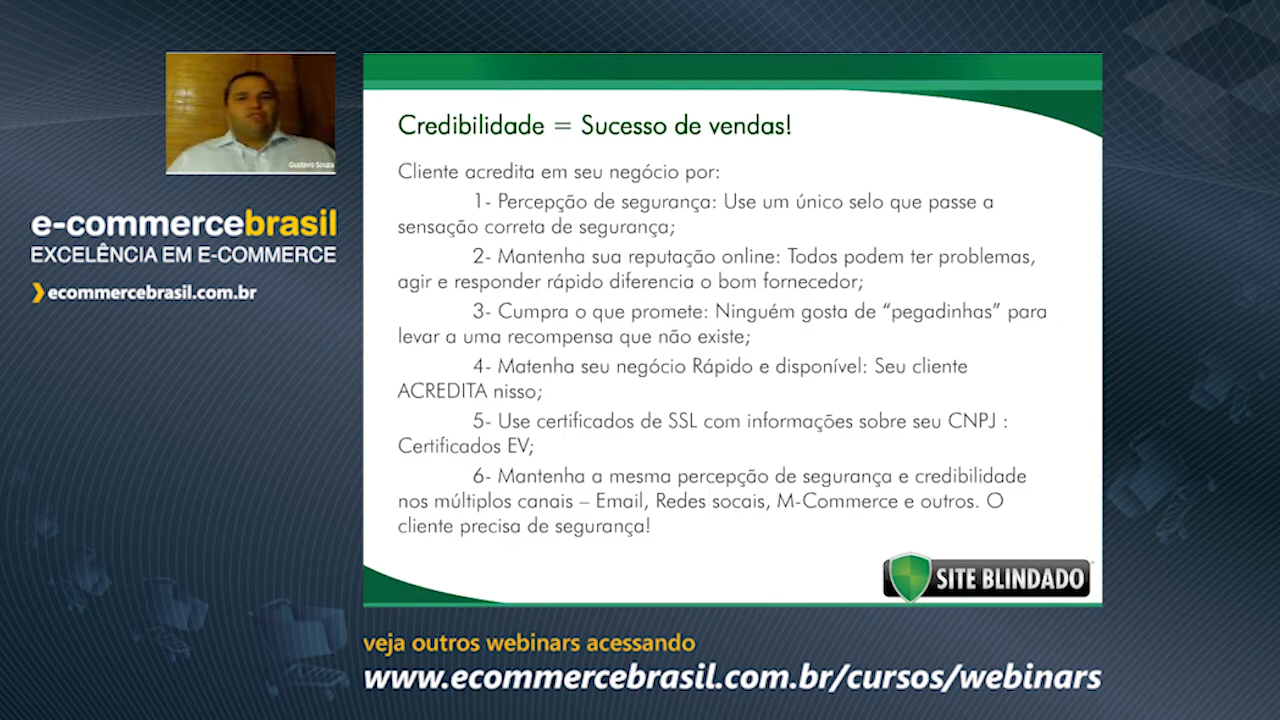 Gustavo Souza
e-commercebrasil
EXCELÊNCIA EM E-COMMERCE
ecommercebrasil.com.br
Credibilidade = Sucesso de vendas!
Cliente acredita em seu negócio por:
1- Percepção de segurança: Use um único selo que passe a
sensação correta de segurança;
2- Mantenha sua reputação online: Todos podem ter problemas,
agir e responder rápido diferencia o bom fornecedor;
3- Cumpra o que promete: Ninguém gosta de “pegadinhas” para
levar a uma recompensa que não existe;
4- Matenha seu negócio Rápido e disponível: Seu cliente
ACREDITA nisso;
5- Use certificados de SSL com informações sobre seu CNPJ :
Certificados EV;
6- Mantenha a mesma percepção de segurança e credibilidade
nos múltiplos canais – Email, Redes socais, M-Commerce e outros. O
cliente precisa de segurança!
SITE BLINDADO
veja outros webinars acessando
www.ecommercebrasil.com.br/cursos/webinars